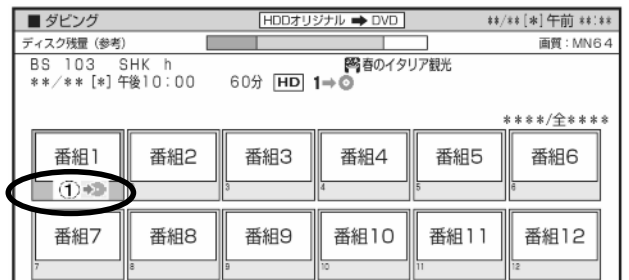 ■ ダビング HDDオリジナル ➡ DVD **/**[*]午前 **:**
ディスク残量（参考） 画質：MN64
BS 103 SHK h 春のイタリア観光
**/** [*] 午後10：00 60分 HD 1⇒
****/全****
番組1 番組2 番組3 番組4 番組5 番組6
①➡ 3 4 5 6
番組7 番組8 番組9 番組10 番組11 番組12
7 8 9 10 11 12